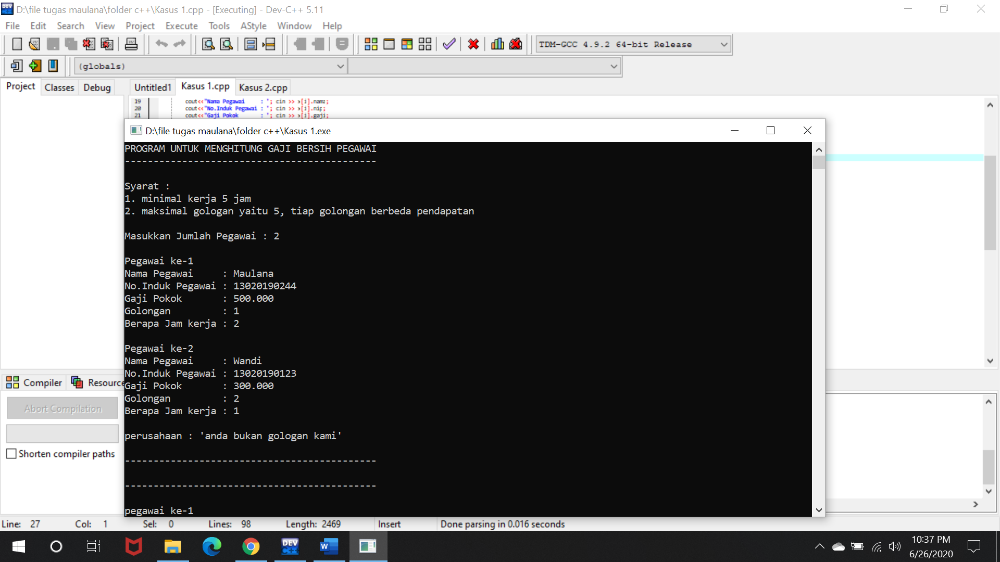 D:\file tugas maulana\folder c++\Kasus 1.cpp - [Executing] - Dev-C++ 5.11
File Edit Search View Project Execute Tools AStyle Window Help
TDM-GCC 4.9.2 64-bit Release
(globals)
Project Classes Debug
Untitled1 Kasus 1.cpp Kasus 2.cpp
19 cout<<"Nama Pegawai : "; cin >> [i].nama;
20 cout<<"No.Induk Pegawai : "; cin >> [i].nip;
21 cout<<"Gaji Pokok : "; cin >> [i].gaji;
D:\file tugas maulana\folder c++\Kasus 1.exe
PROGRAM UNTUK MENGHITUNG GAJI BERSIH PEGAWAI
--------------------------------------------
Syarat :
1. minimal kerja 5 jam
2. maksimal gologan yaitu 5, tiap golongan berbeda pendapatan
Masukkan Jumlah Pegawai : 2
Pegawai ke-1
Nama Pegawai : Maulana
No.Induk Pegawai : 13020190244
Gaji Pokok : 500.000
Golongan : 1
Berapa Jam kerja : 2
Pegawai ke-2
Nama Pegawai : Wandi
No.Induk Pegawai : 13020190123
Gaji Pokok : 300.000
Golongan : 2
Berapa Jam kerja : 1
perusahaan : 'anda bukan gologan kami'
--------------------------------------------
--------------------------------------------
pegawai ke-1
Compiler Resource
Abort Compilation
Shorten compiler paths
Line: 27 Col: 1 Sel: 0 Lines: 98 Length: 2469 Insert Done parsing in 0.016 seconds
DEV C++
W
10:37 PM
6/26/2020